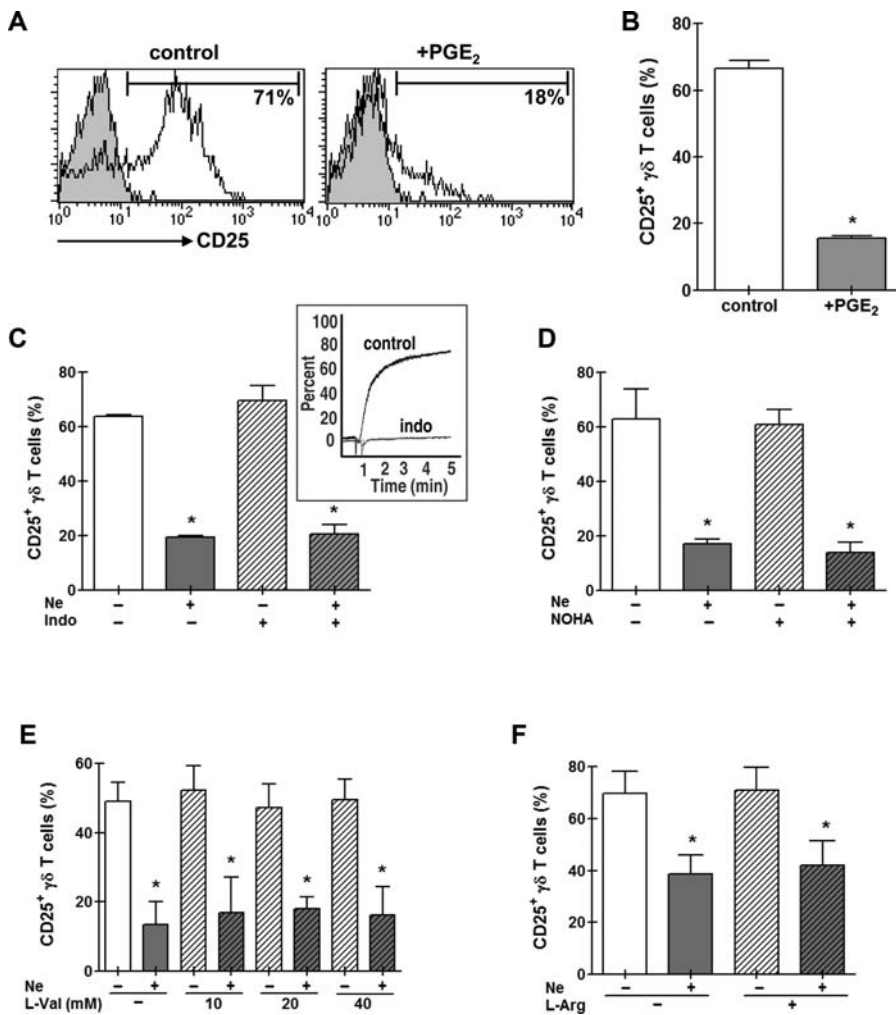 A
control
+PGE2
71%
18%
10^0 10^1 10^2 10^3 10^4
10^0 10^1 10^2 10^3 10^4
CD25
B
CD25+ γδ T cells (%)
80
60
40
20
0
control +PGE2
*
C
CD25+ γδ T cells (%)
80
60
40
20
0
* *
Ne − + − +
Indo − − + +
Percent
100
80
60
40
20
0
control
indo
1 2 3 4 5
Time (min)
D
CD25+ γδ T cells (%)
80
60
40
20
0
* *
Ne − + − +
NOHA − − + +
E
CD25+ γδ T cells (%)
60
40
20
0
* * * *
Ne − + − + − + − +
L-Val (mM) − 10 20 40
F
CD25+ γδ T cells (%)
80
60
40
20
0
* *
Ne − + − +
L-Arg − +